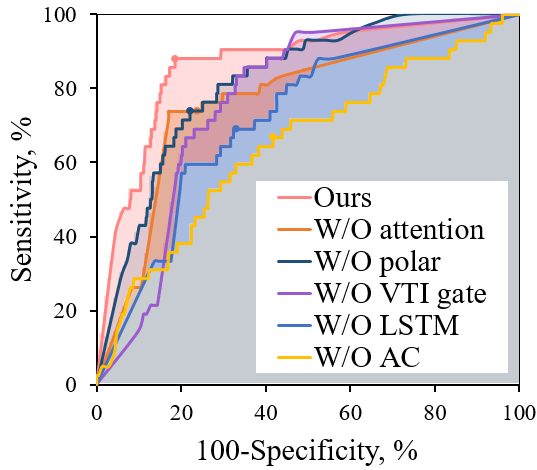 Sensitivity, %
100
80
60
40
20
0
Ours
W/O attention
W/O polar
W/O VTI gate
W/O LSTM
W/O AC
0 20 40 60 80 100
100-Specificity, %